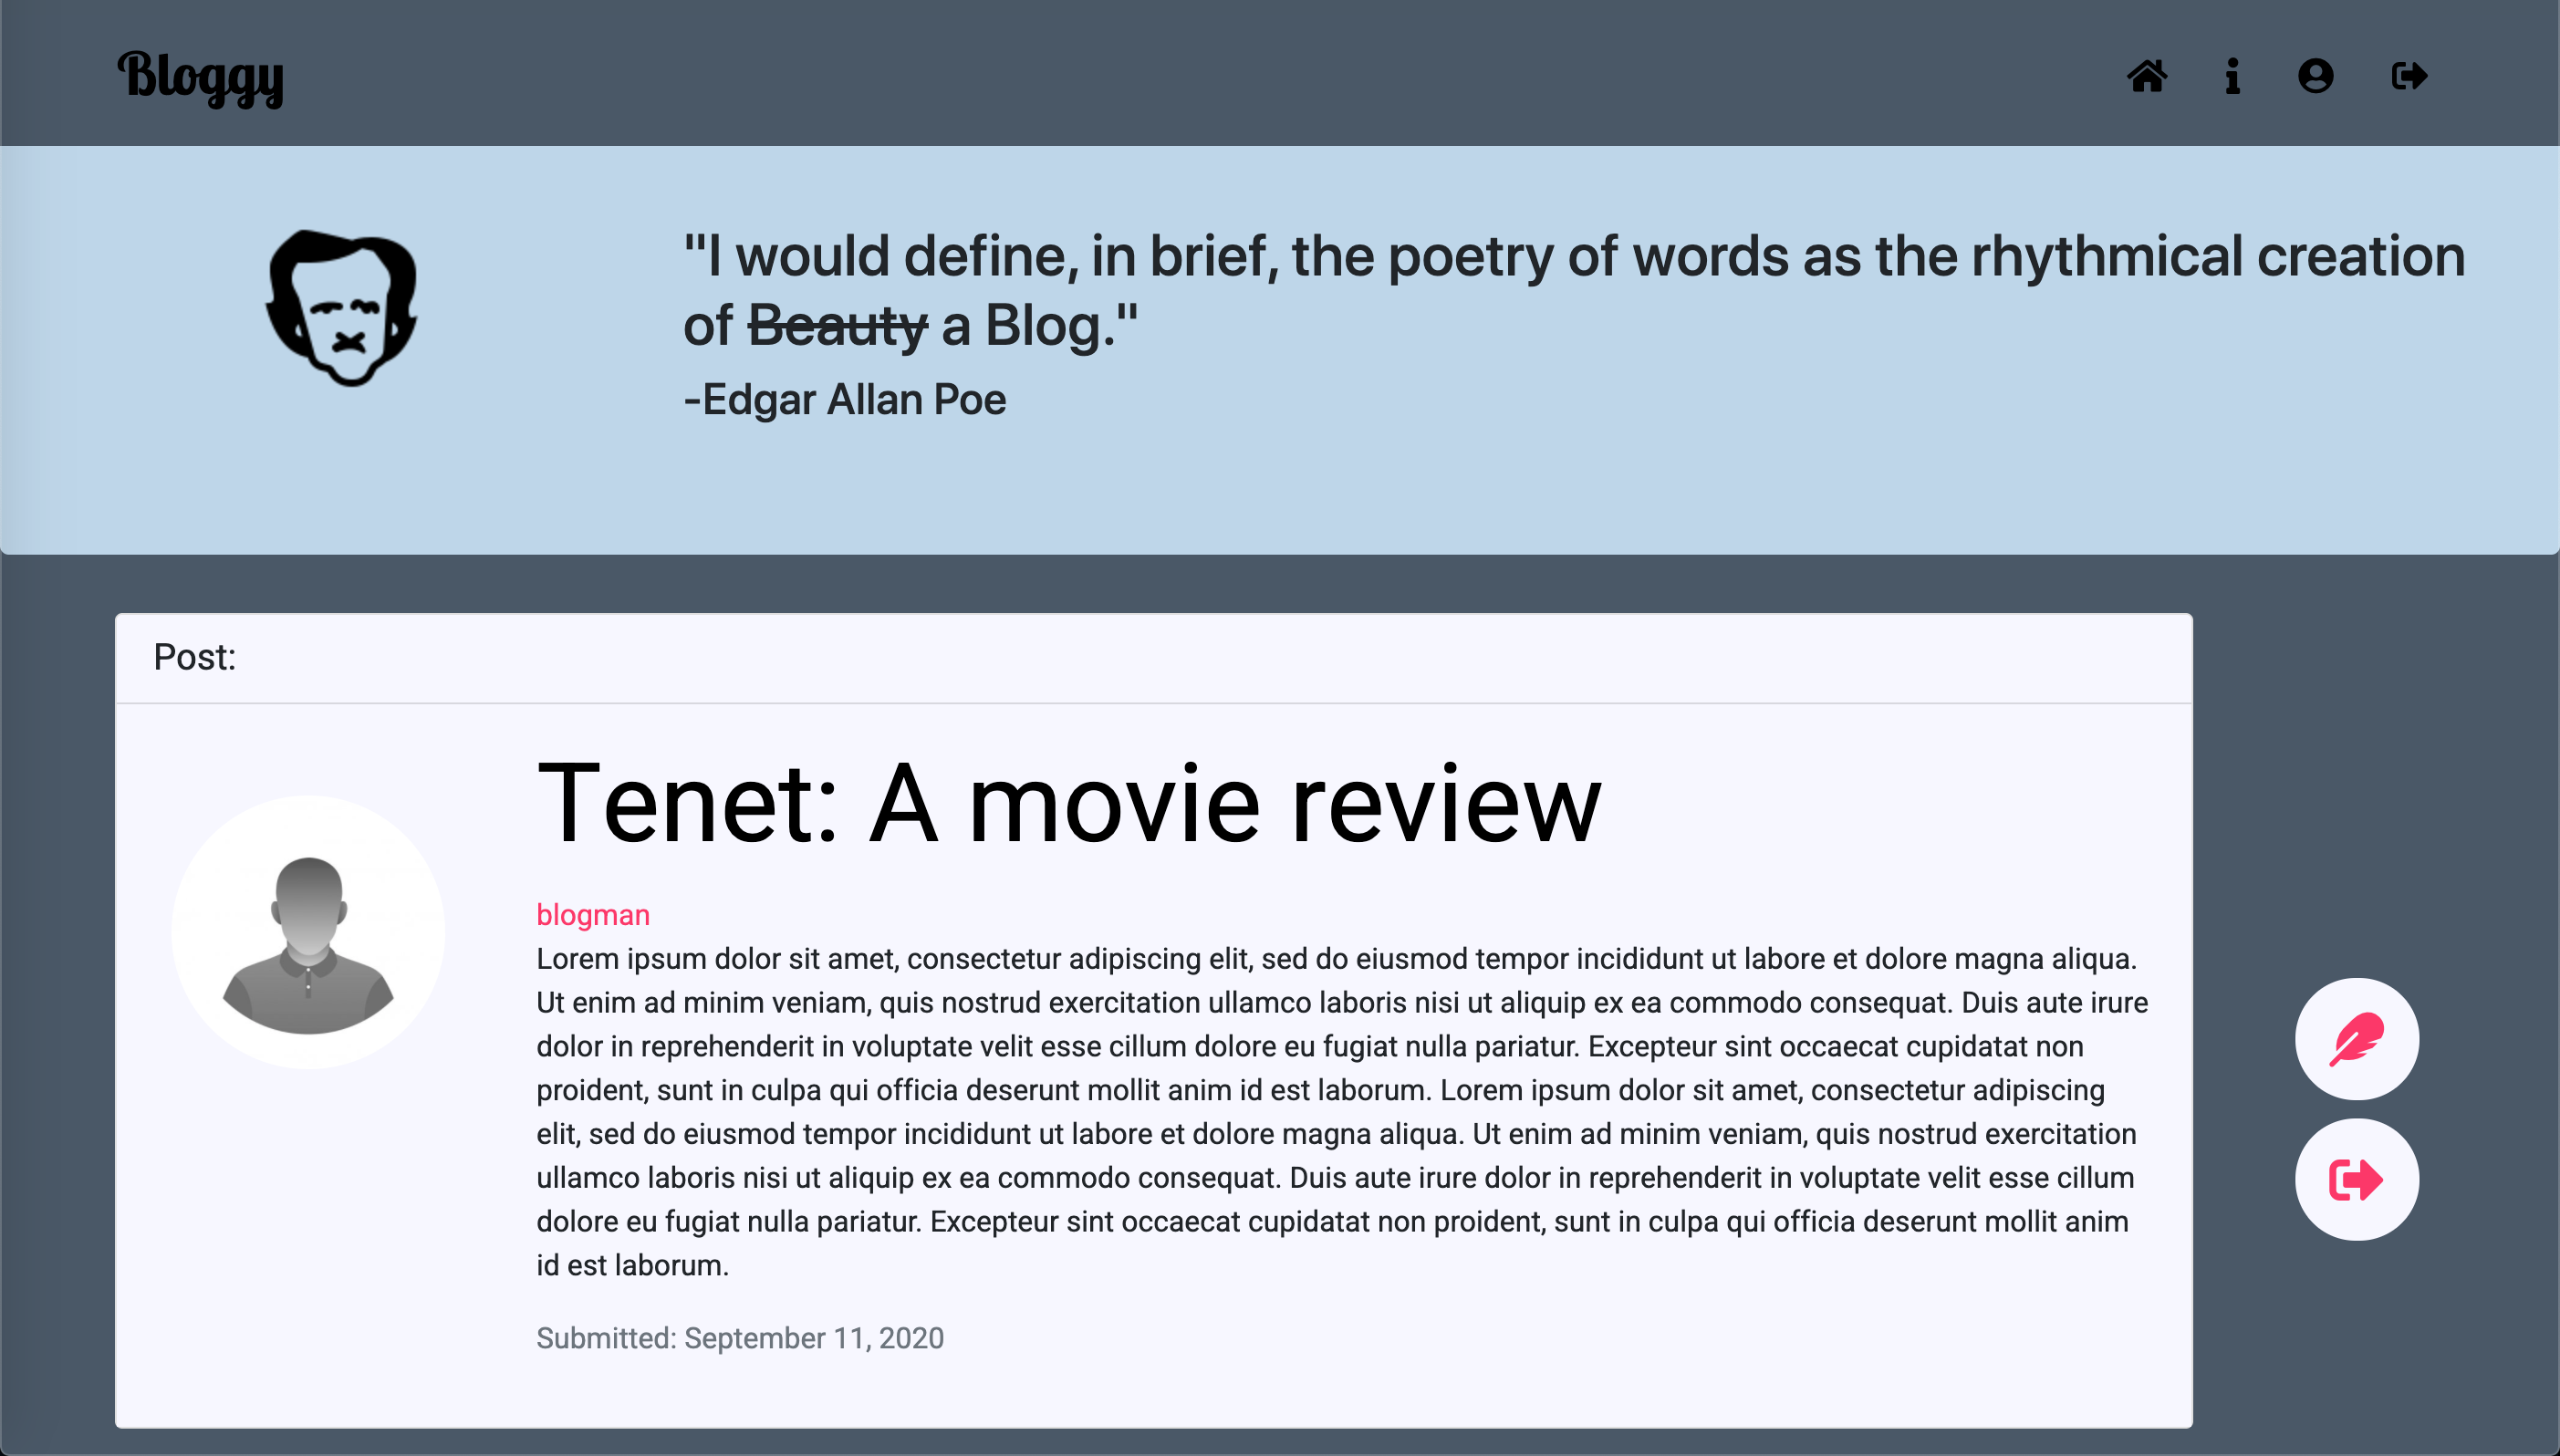 Bloggy
"I would define, in brief, the poetry of words as the rhythmical creation
of Beauty a Blog."
-Edgar Allan Poe
Post:
Tenet: A movie review
blogman
Lorem ipsum dolor sit amet, consectetur adipiscing elit, sed do eiusmod tempor incididunt ut labore et dolore magna aliqua.
Ut enim ad minim veniam, quis nostrud exercitation ullamco laboris nisi ut aliquip ex ea commodo consequat. Duis aute irure
dolor in reprehenderit in voluptate velit esse cillum dolore eu fugiat nulla pariatur. Excepteur sint occaecat cupidatat non
proident, sunt in culpa qui officia deserunt mollit anim id est laborum. Lorem ipsum dolor sit amet, consectetur adipiscing
elit, sed do eiusmod tempor incididunt ut labore et dolore magna aliqua. Ut enim ad minim veniam, quis nostrud exercitation
ullamco laboris nisi ut aliquip ex ea commodo consequat. Duis aute irure dolor in reprehenderit in voluptate velit esse cillum
dolore eu fugiat nulla pariatur. Excepteur sint occaecat cupidatat non proident, sunt in culpa qui officia deserunt mollit anim
id est laborum.
Submitted: September 11, 2020